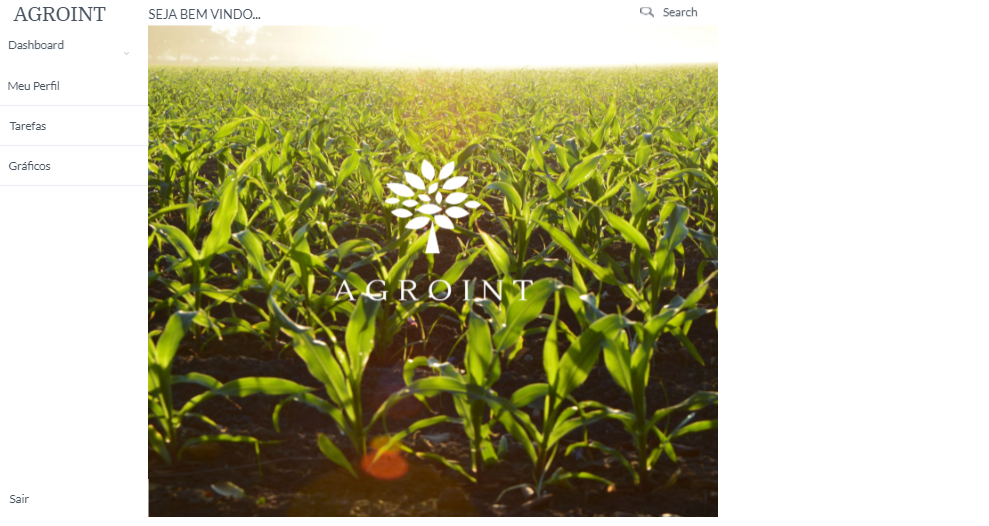 AGROINT
SEJA BEM VINDO...
Search
Dashboard
Meu Perfil
Tarefas
Gráficos
AGROINT
Sair